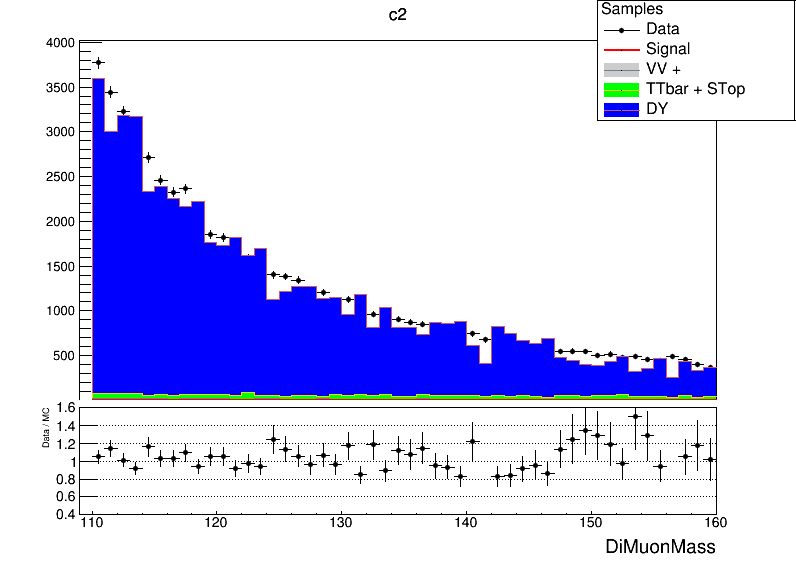 c2
Samples
Data
Signal
VV +
TTbar + STop
DY
4000
3500
3000
2500
2000
1500
1000
500
Data / MC
1.6
1.4
1.2
1
0.8
0.6
0.4
110 120 130 140 150 160
DiMuonMass